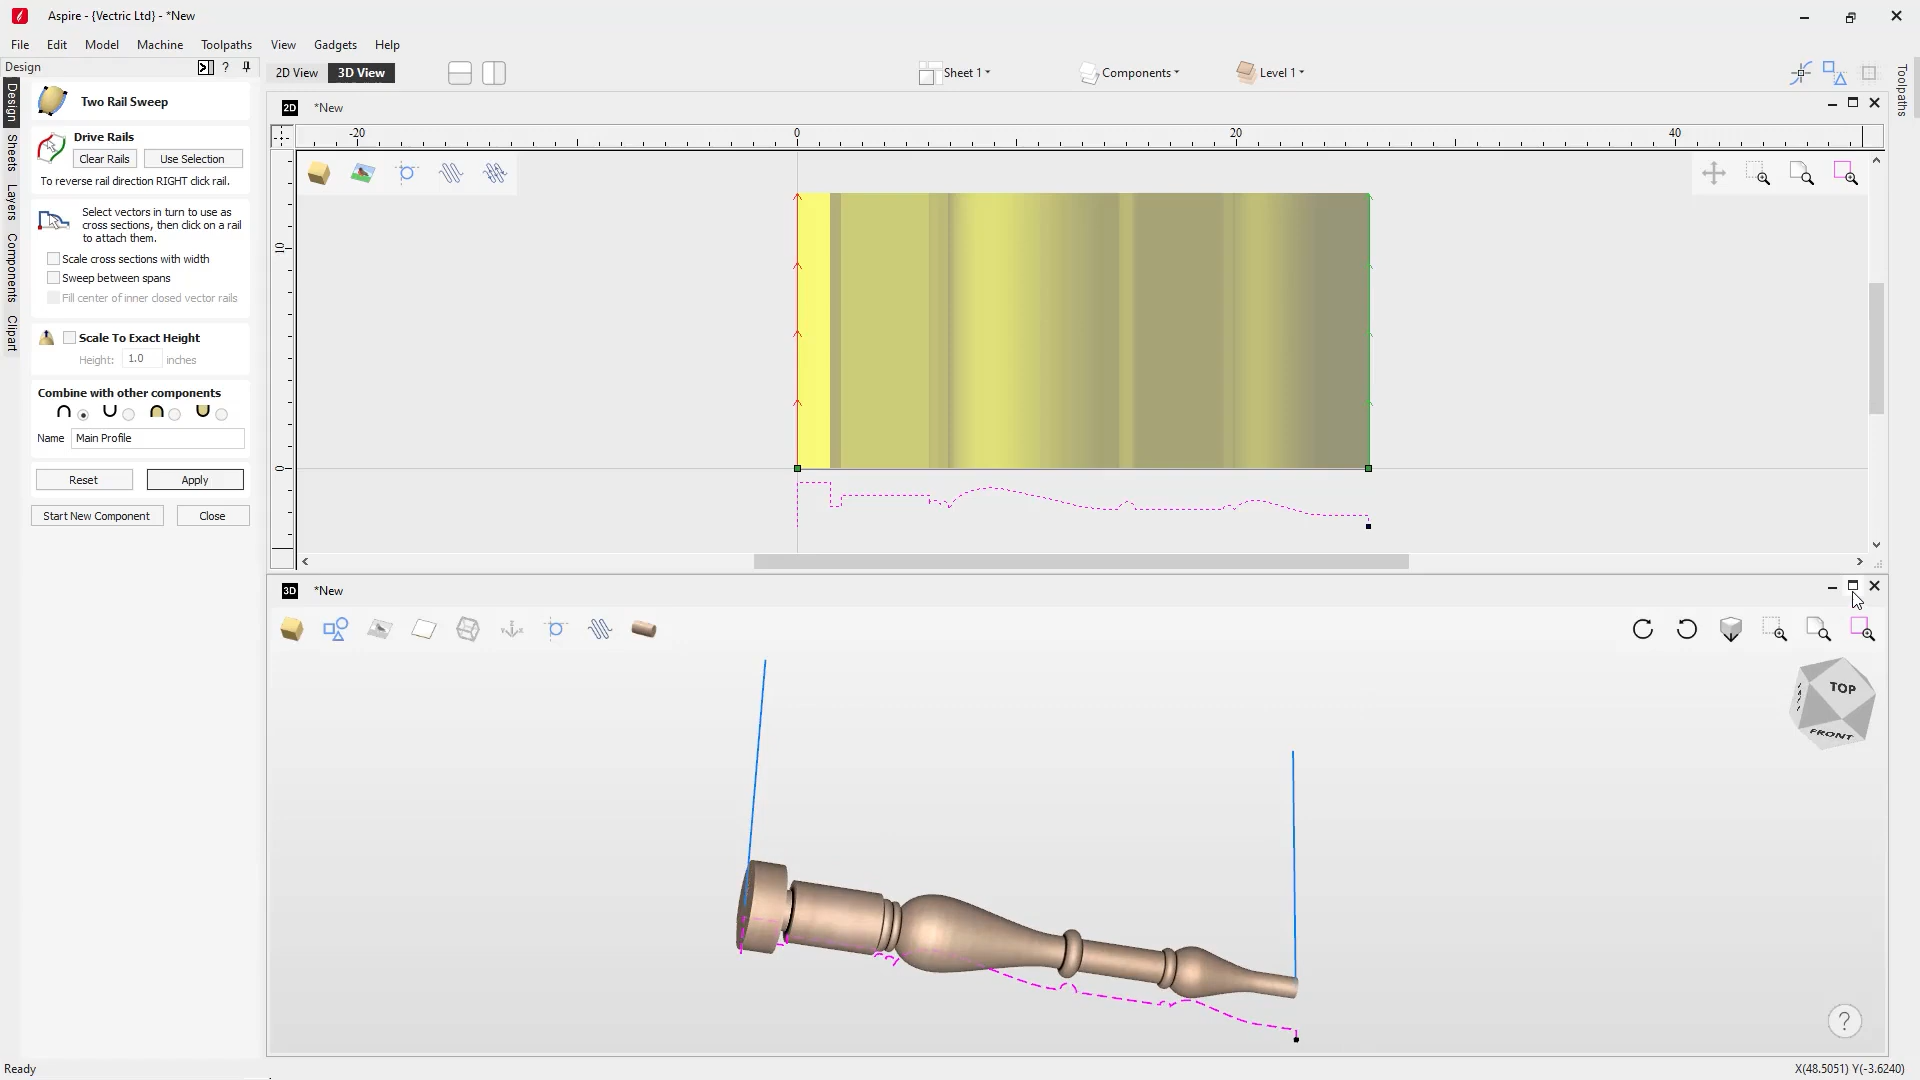 Aspire - {Vectric Ltd} - *New
File Edit Model Machine Toolpaths View Gadgets Help
Design ?
2D View 3D View Sheet 1 Components Level 1
Toolpaths
Design
Sheets
Layers
Components
Clipart
Two Rail Sweep
Drive Rails
Clear Rails Use Selection
To reverse rail direction RIGHT click rail.
Select vectors in turn to use as
cross sections, then click on a rail
to attach them.
Scale cross sections with width
Sweep between spans
Fill center of inner closed vector rails
Scale To Exact Height
Height: 1.0 inches
Combine with other components
Name Main Profile
Reset Apply
Start New Component Close
2D *New
-20 0 20 40
10
0
3D *New
TOP
FRONT
?
Ready
X(48.5051) Y(-3.6240)